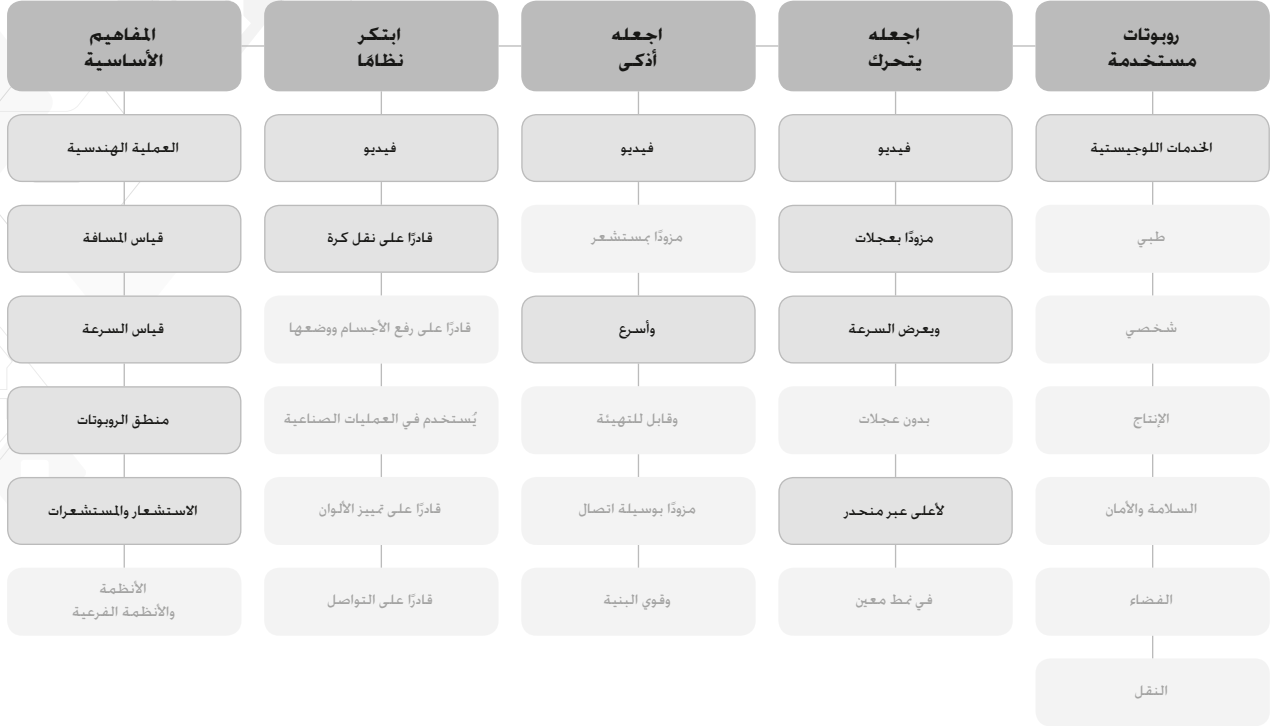 روبوتات
مستخدمة
الخدمات اللوجيستية
طبي
شخصي
الإنتاج
السلامة والأمان
الفضاء
النقل
اجعله
يتحرك
فيديو
مزودًا بعجلات
ويعرض السرعة
بدون عجلات
لأعلى عبر منحدر
في نمط معين
اجعله
أذكى
فيديو
مزودًا بمستشعر
وأسرع
وقابل للتهيئة
مزودًا بوسيلة اتصال
وقوي البنية
ابتكر
نظامًا
فيديو
قادرًا على نقل كرة
قادرًا على رفع الأجسام ووضعها
يُستخدم في العمليات الصناعية
قادرًا على تمييز الألوان
قادرًا على التواصل
المفاهيم
الأساسية
العملية الهندسية
قياس المسافة
قياس السرعة
منطق الروبوتات
الاستشعار والمستشعرات
الأنظمة
والأنظمة الفرعية